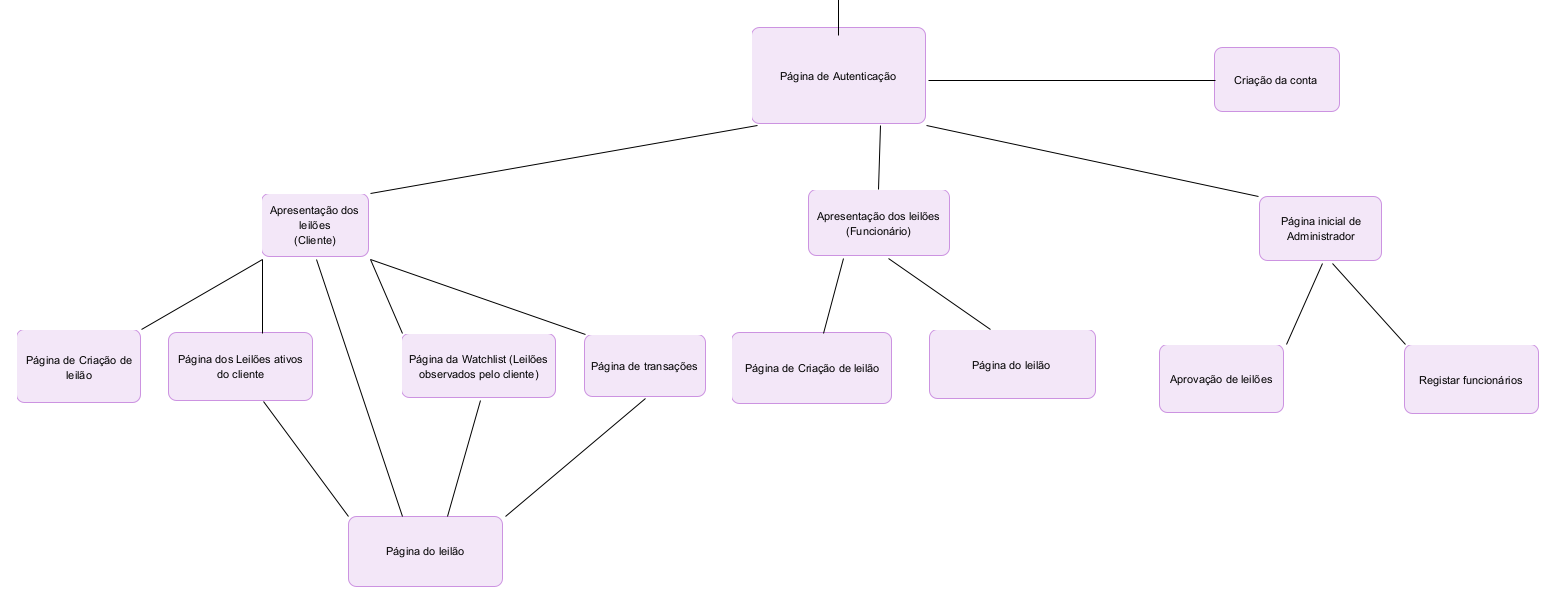 Página de Autenticação
Criação da conta
Apresentação dos
leilões
(Cliente)
Apresentação dos leilões
(Funcionário)
Página inicial de
Administrador
Página de Criação de
leilão
Página dos Leilões ativos
do cliente
Página da Watchlist (Leilões
observados pelo cliente)
Página de transações
Página de Criação de leilão
Página do leilão
Aprovação de leilões
Registar funcionários
Página do leilão